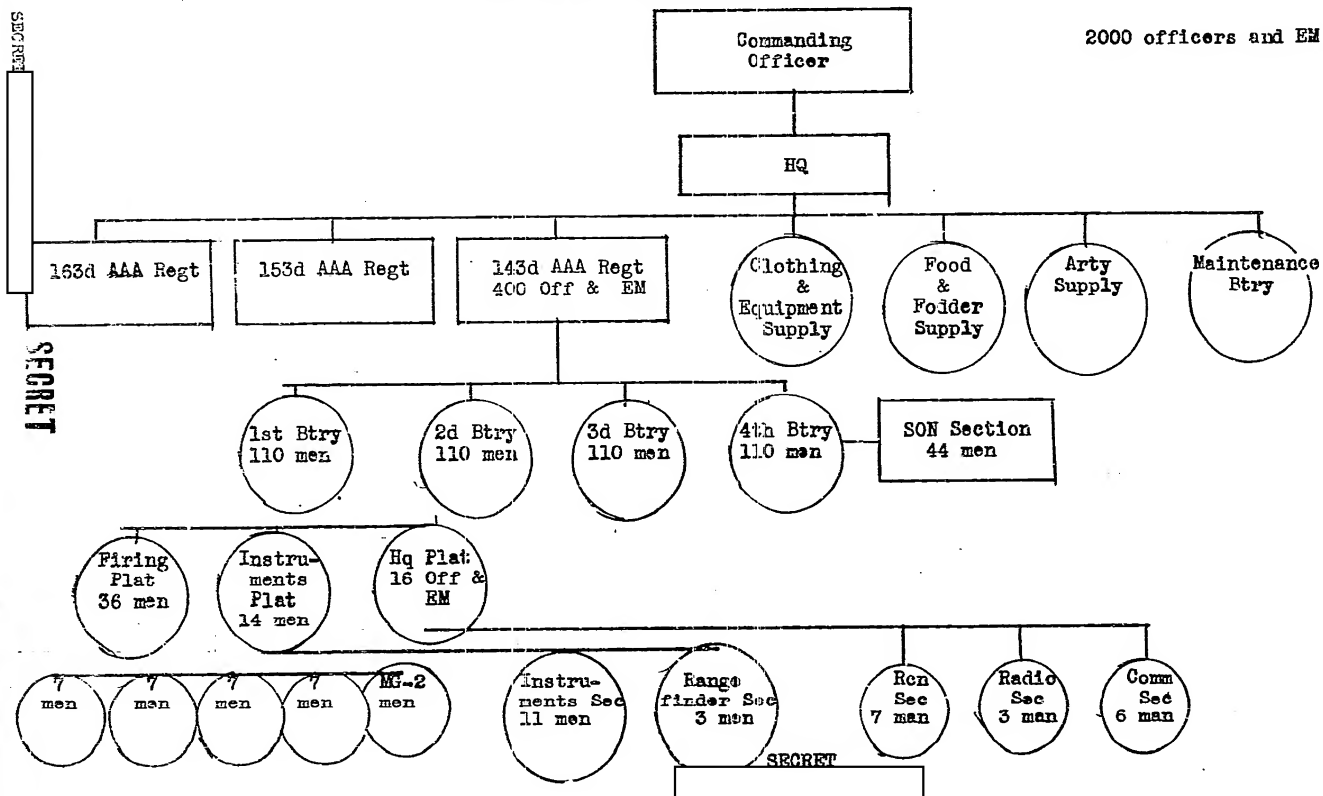 SECRET
2000 officers and EM
Commanding
Officer
HQ
163d AAA Regt
153d AAA Regt
143d AAA Regt
400 Off & EM
Clothing
&
Equipment
Supply
Food
&
Fodder
Supply
Arty
Supply
Maintenance
Btry
SECRET
1st Btry
110 men
2d Btry
110 men
3d Btry
110 men
4th Btry
110 men
SON Section
44 men
Firing
Plat
36 men
Instru-
ments
Plat
14 men
Hq Plat
16 Off &
EM
7
men
7
men
7
men
7
men
MG-2
men
Instru-
ments Sec
11 men
Range
finder Sec
3 men
Rcn
Sec
7 man
Radio
Sec
3 man
Comm
Sec
6 man
SECRET